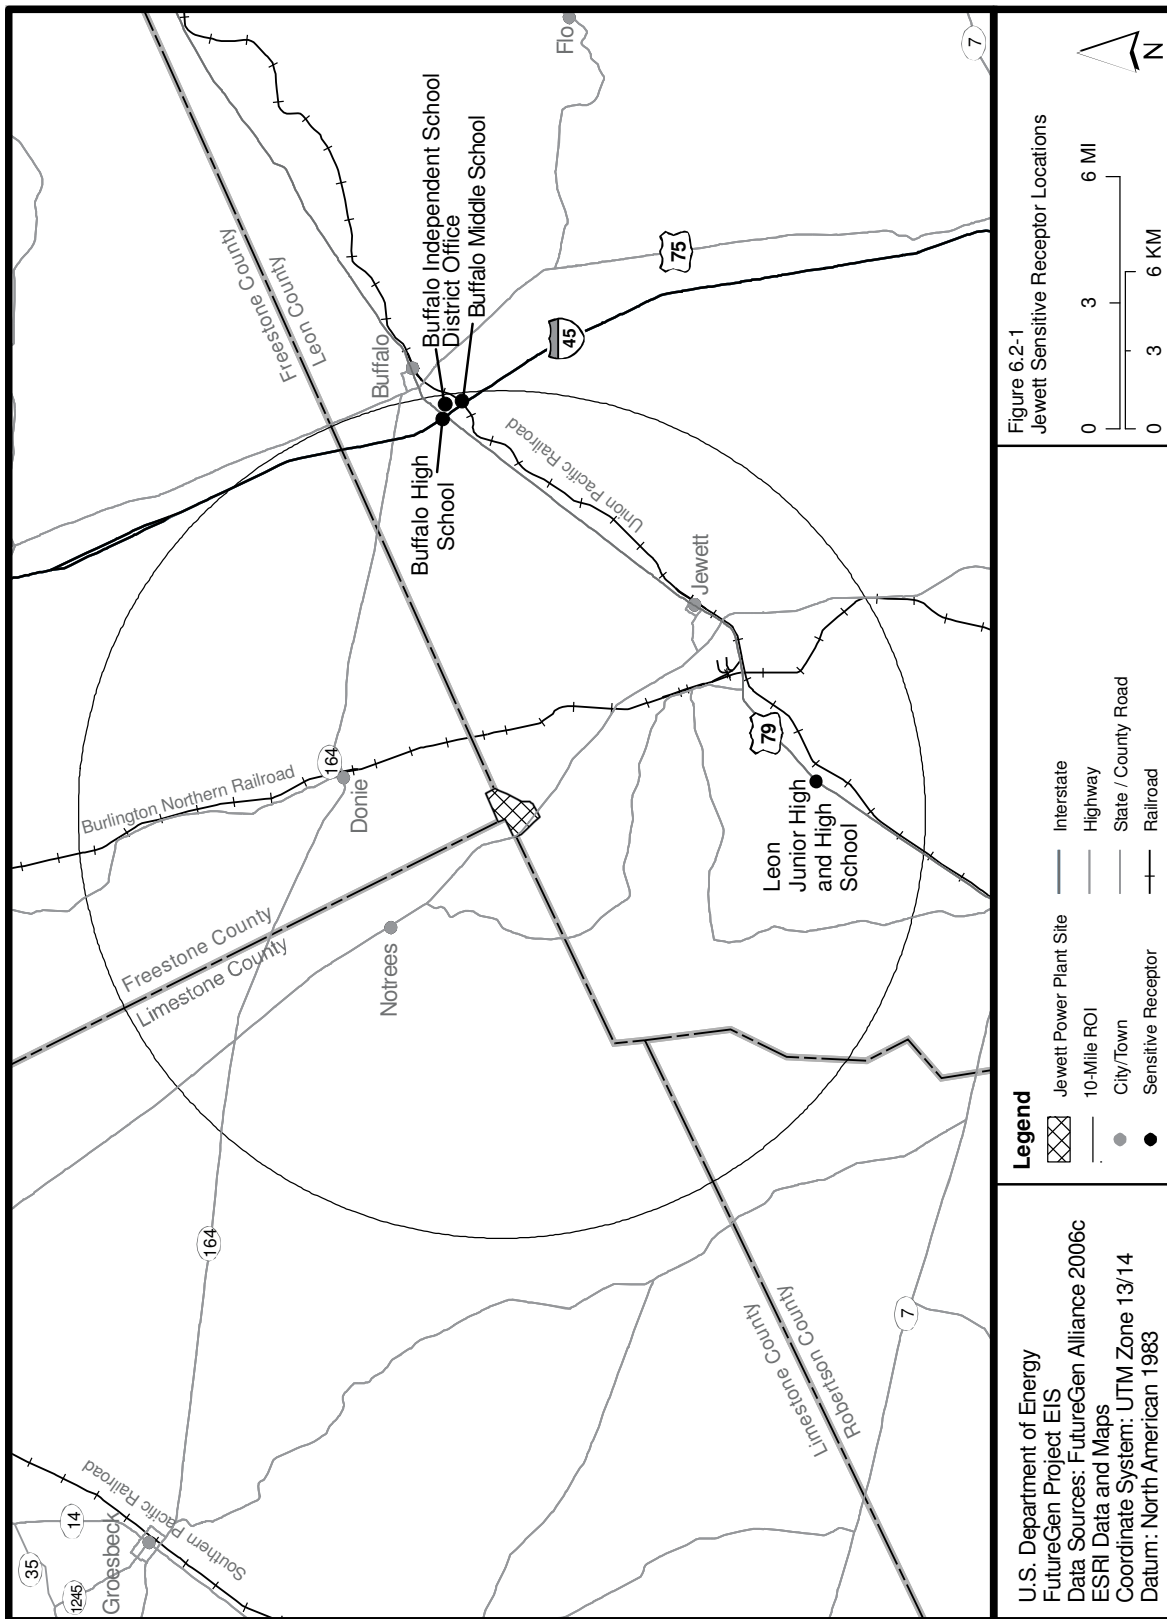 35
14
1245
Groesbeck
Southern Pacific Railroad
164
Freestone County
Limestone County
Burlington Northern Railroad
164
Donie
Notrees
Freestone County
Leon County
Buffalo
Flo
7
Buffalo High
School
Buffalo Independent School
District Office
Buffalo Middle School
Union Pacific Railroad
45
75
Jewett
79
Leon
Junior High
and High
School
Limestone County
Robertson County
7
U.S. Department of Energy
FutureGen Project EIS
Data Sources: FutureGen Alliance 2006c
ESRI Data and Maps
Coordinate System: UTM Zone 13/14
Datum: North American 1983
Legend
Jewett Power Plant Site
10-Mile ROI
City/Town
Sensitive Receptor
Interstate
Highway
State / County Road
Railroad
Figure 6.2-1
Jewett Sensitive Receptor Locations
0 3 6 MI
0 3 6 KM
N